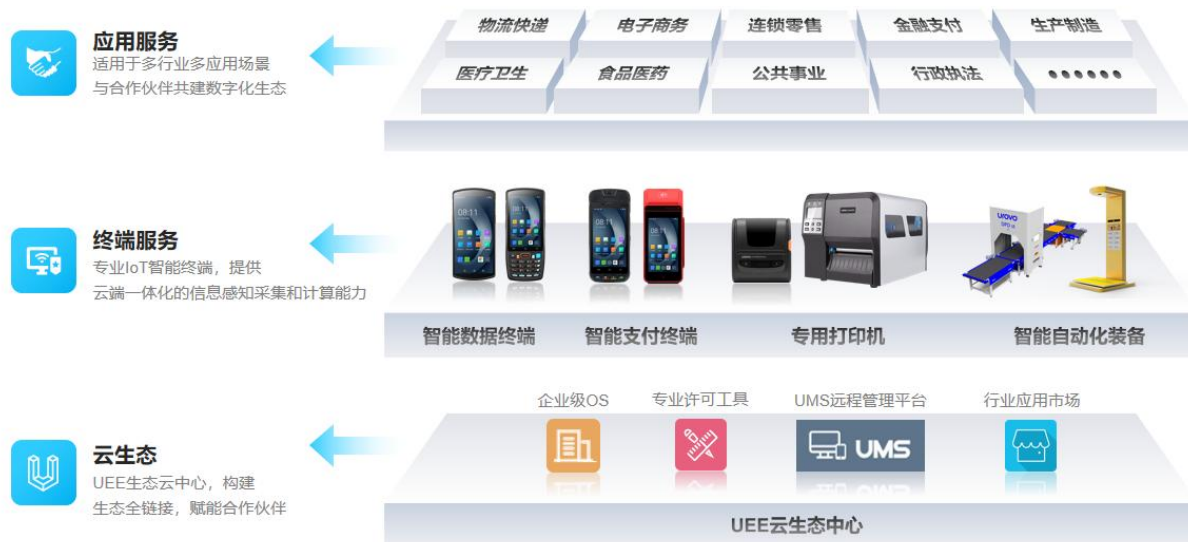 应用服务
适用于多行业多应用场景
与合作伙伴共建数字化生态
物流快递 电子商务 连锁零售 金融支付 生产制造
医疗卫生 食品医药 公共事业 行政执法 ••••••
终端服务
专业IoT智能终端，提供
云端一体化的信息感知采集和计算能力
08:11 08:11 08:11
UROVO
智能数据终端 智能支付终端 专用打印机 智能自动化装备
云生态
UEE生态云中心，构建
生态全链接，赋能合作伙伴
企业级OS 专业许可工具 UMS远程管理平台 行业应用市场
UMS
UEE云生态中心